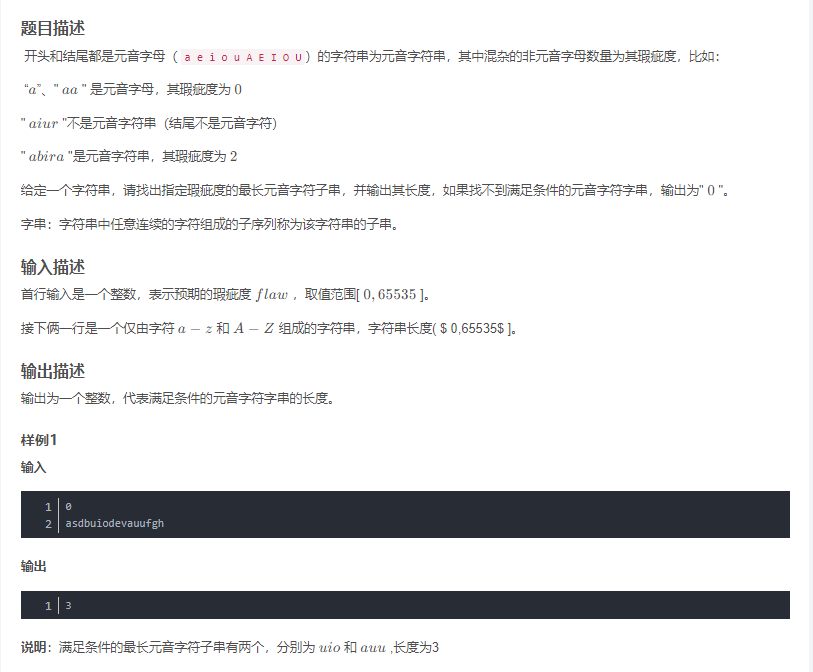 题目描述
开头和结尾都是元音字母（ a e i o u A E I O U ）的字符串为元音字符串，其中混杂的非元音字母数量为其瑕疵度，比如：
“a”、" aa " 是元音字母，其瑕疵度为 0
" aiur "不是元音字符串（结尾不是元音字符）
" abira "是元音字符串，其瑕疵度为 2
给定一个字符串，请找出指定瑕疵度的最长元音字符子串，并输出其长度，如果找不到满足条件的元音字符字串，输出为" 0 "。
字串：字符串中任意连续的字符组成的子序列称为该字符串的子串。
输入描述
首行输入是一个整数，表示预期的瑕疵度 flaw ，取值范围[ 0, 65535 ]。
接下俩一行是一个仅由字符 a − z 和 A − Z 组成的字符串，字符串长度( $ 0,65535$ ]。
输出描述
输出为一个整数，代表满足条件的元音字符字串的长度。
样例1
输入
1 0
2 asdbuiodevauufgh
输出
1 3
说明：满足条件的最长元音字符子串有两个，分别为 uio 和 auu ,长度为3